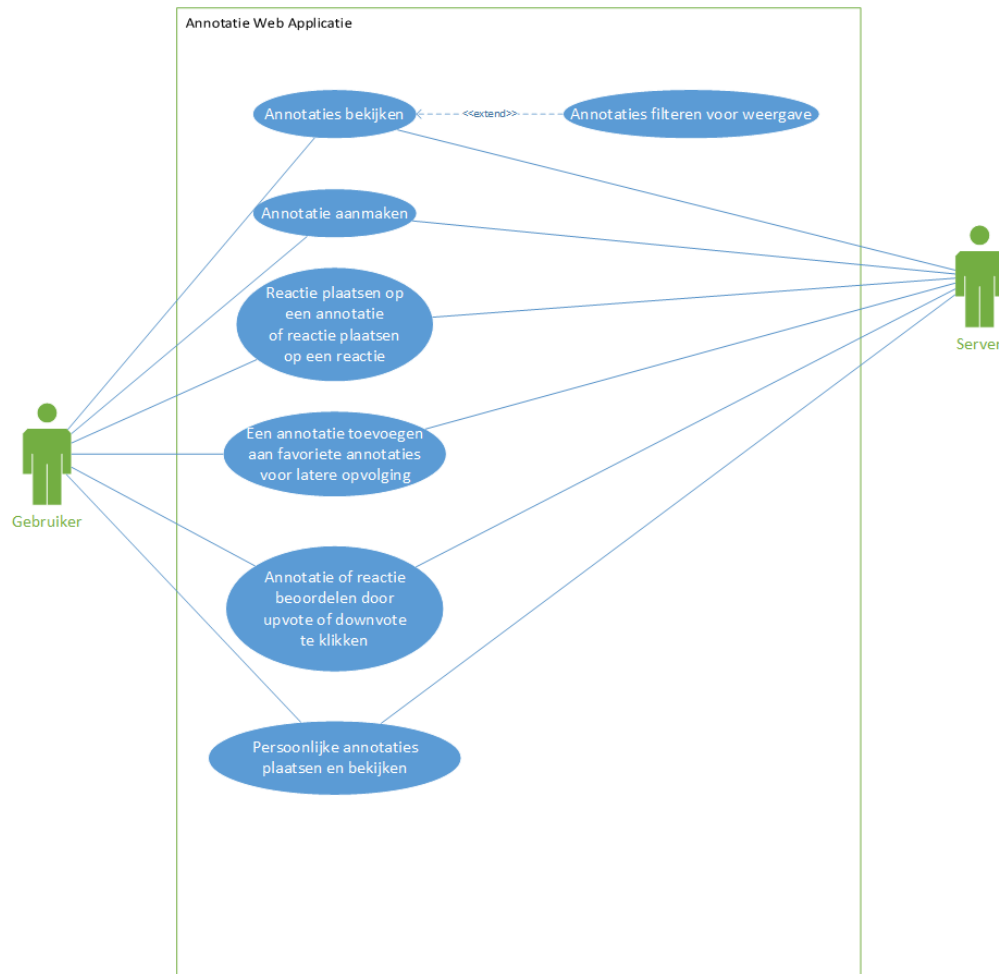 Annotatie Web Applicatie
Annotaties bekijken
<<extend>>
Annotaties filteren voor weergave
Annotatie aanmaken
Reactie plaatsen op
een annotatie
of reactie plaatsen
op een reactie
Server
Een annotatie toevoegen
aan favoriete annotaties
voor latere opvolging
Gebruiker
Annotatie of reactie
beoordelen door
upvote of downvote
te klikken
Persoonlijke annotaties
plaatsen en bekijken